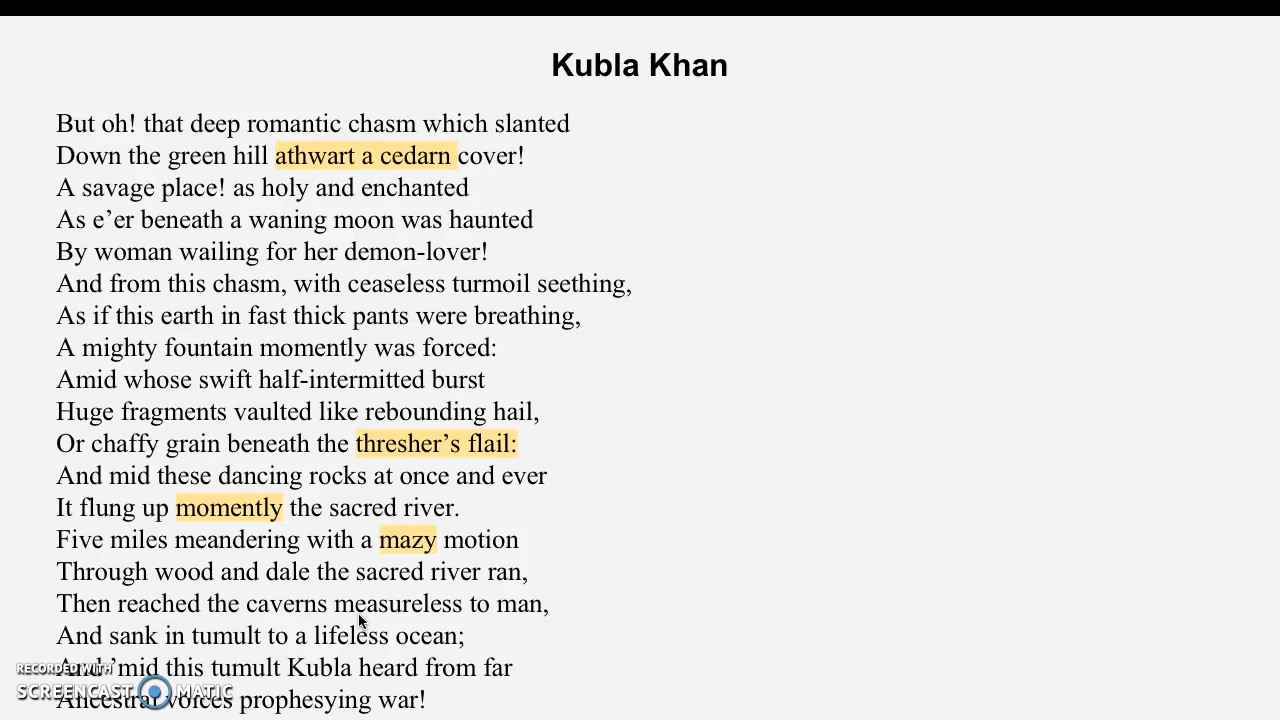 Kubla Khan
But oh! that deep romantic chasm which slanted
Down the green hill athwart a cedarn cover!
A savage place! as holy and enchanted
As e’er beneath a waning moon was haunted
By woman wailing for her demon-lover!
And from this chasm, with ceaseless turmoil seething,
As if this earth in fast thick pants were breathing,
A mighty fountain momently was forced:
Amid whose swift half-intermitted burst
Huge fragments vaulted like rebounding hail,
Or chaffy grain beneath the thresher’s flail:
And mid these dancing rocks at once and ever
It flung up momently the sacred river.
Five miles meandering with a mazy motion
Through wood and dale the sacred river ran,
Then reached the caverns measureless to man,
And sank in tumult to a lifeless ocean;
And ’mid this tumult Kubla heard from far
Ancestral voices prophesying war!
RECORDED WITH
SCREENCAST MATIC